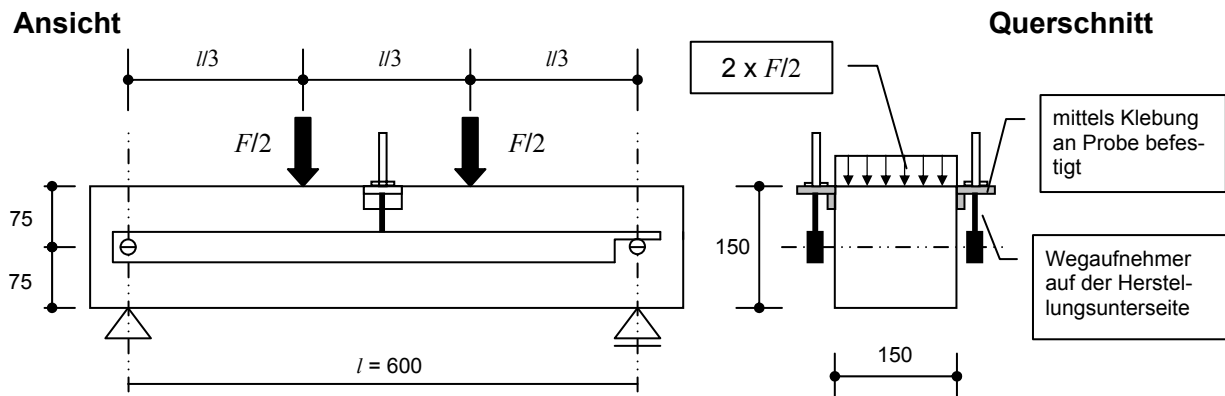 Ansicht
Querschnitt
l/3
l/3
l/3
2 x F/2
F/2
F/2
mittels Klebung
an Probe befes-
tigt
75
75
150
Wegaufnehmer
auf der Herstel-
lungsunterseite
l = 600
150